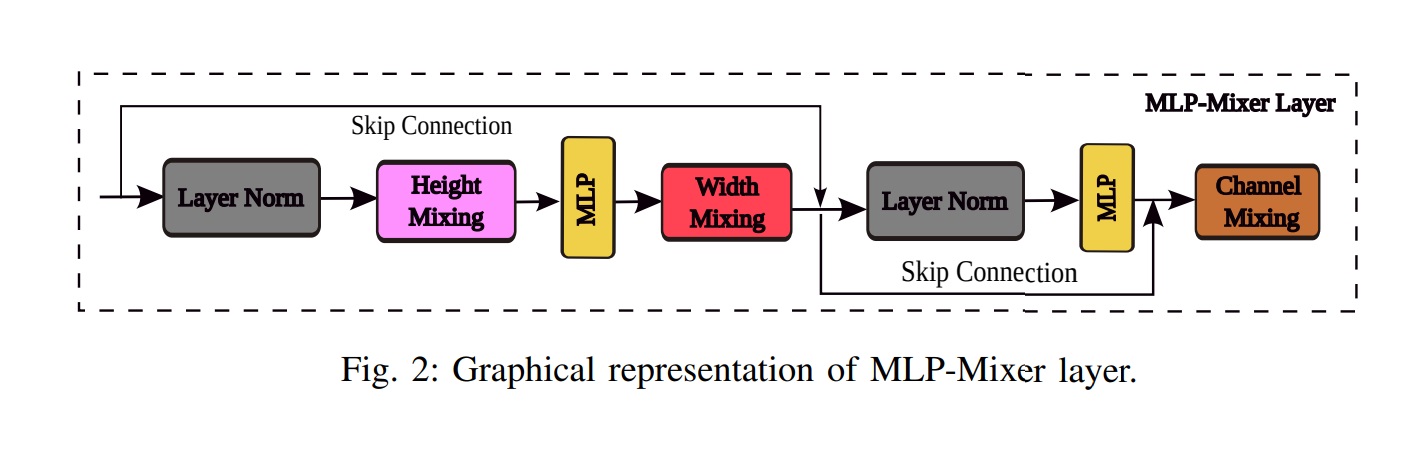 MLP-Mixer Layer
Skip Connection
Layer Norm
Height
Mixing
MLP
Width
Mixing
Layer Norm
MLP
Channel
Mixing
Skip Connection
Fig. 2: Graphical representation of MLP-Mixer layer.